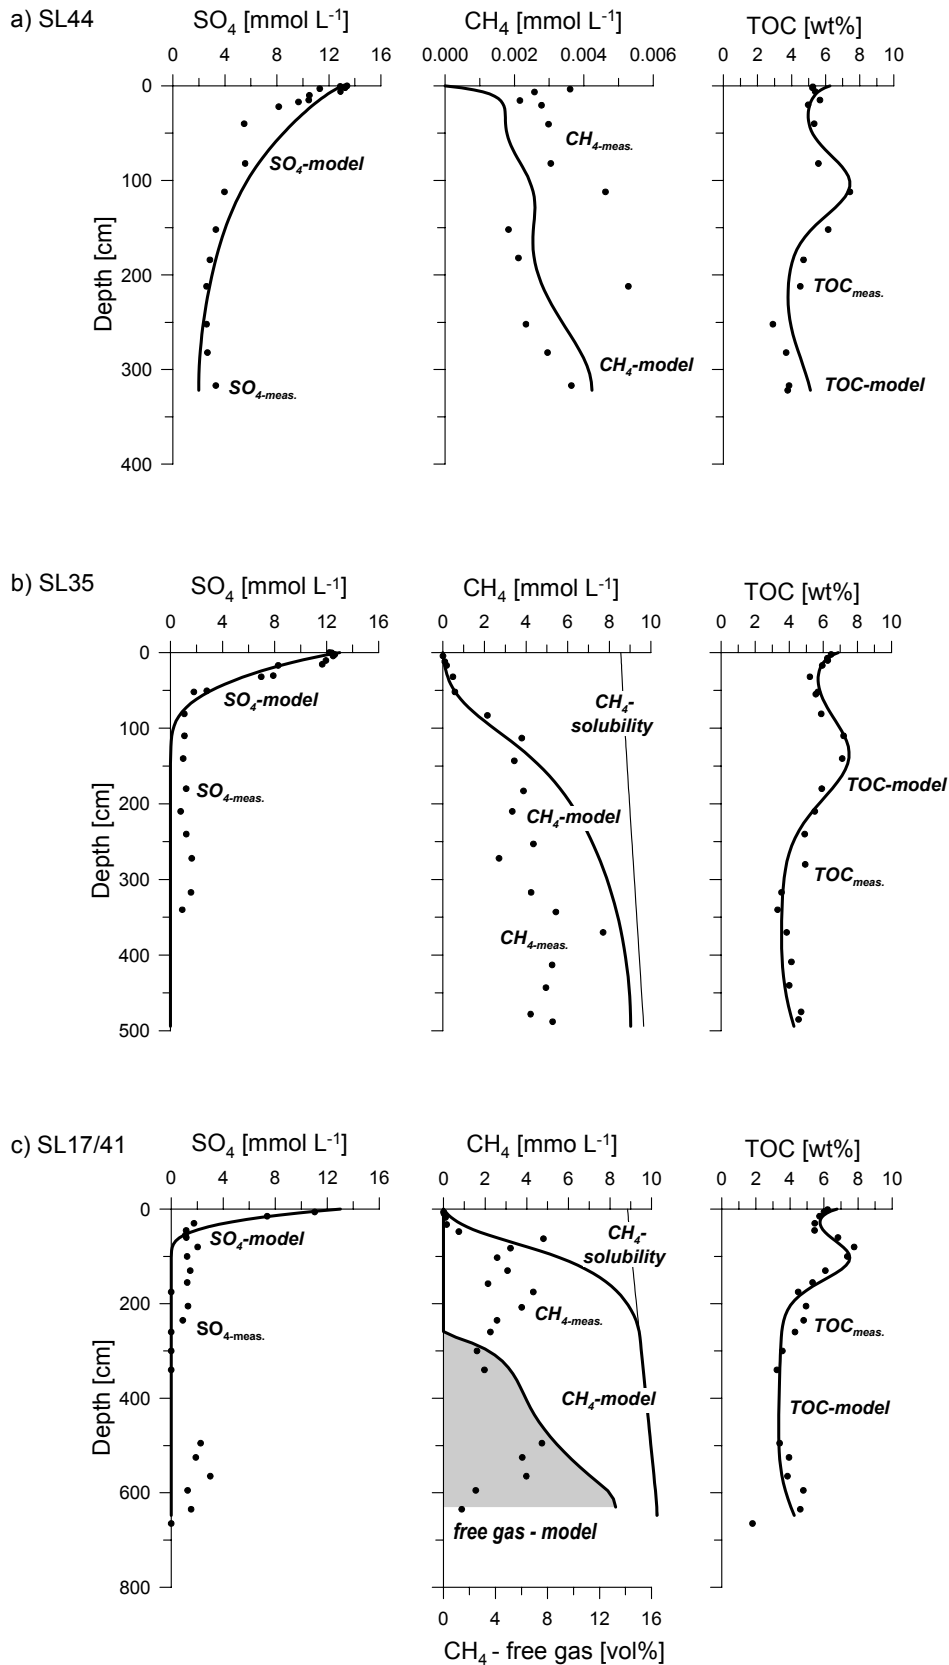 a) SL44
SO4 [mmol L-1]
CH4 [mmol L-1]
TOC [wt%]
0 4 8 12 16
0.000 0.002 0.004 0.006
0 2 4 6 8 10
0
100
200
300
400
Depth [cm]
SO4-model
SO4-meas.
CH4-meas.
CH4-model
TOCmeas.
TOC-model
b) SL35
SO4 [mmol L-1]
CH4 [mmol L-1]
TOC [wt%]
0 4 8 12 16
0 2 4 6 8 10
0 2 4 6 8 10
0
100
200
300
400
500
Depth [cm]
SO4-model
SO4-meas.
CH4-
solubility
CH4-model
CH4-meas.
TOC-model
TOCmeas.
c) SL17/41
SO4 [mmol L-1]
CH4 [mmo L-1]
TOC [wt%]
0 4 8 12 16
0 2 4 6 8 10
0 2 4 6 8 10
0
200
400
600
800
Depth [cm]
SO4-model
SO4-meas.
CH4-
solubility
CH4-meas.
CH4-model
free gas - model
TOCmeas.
TOC-model
0 4 8 12 16
CH4 - free gas [vol%]